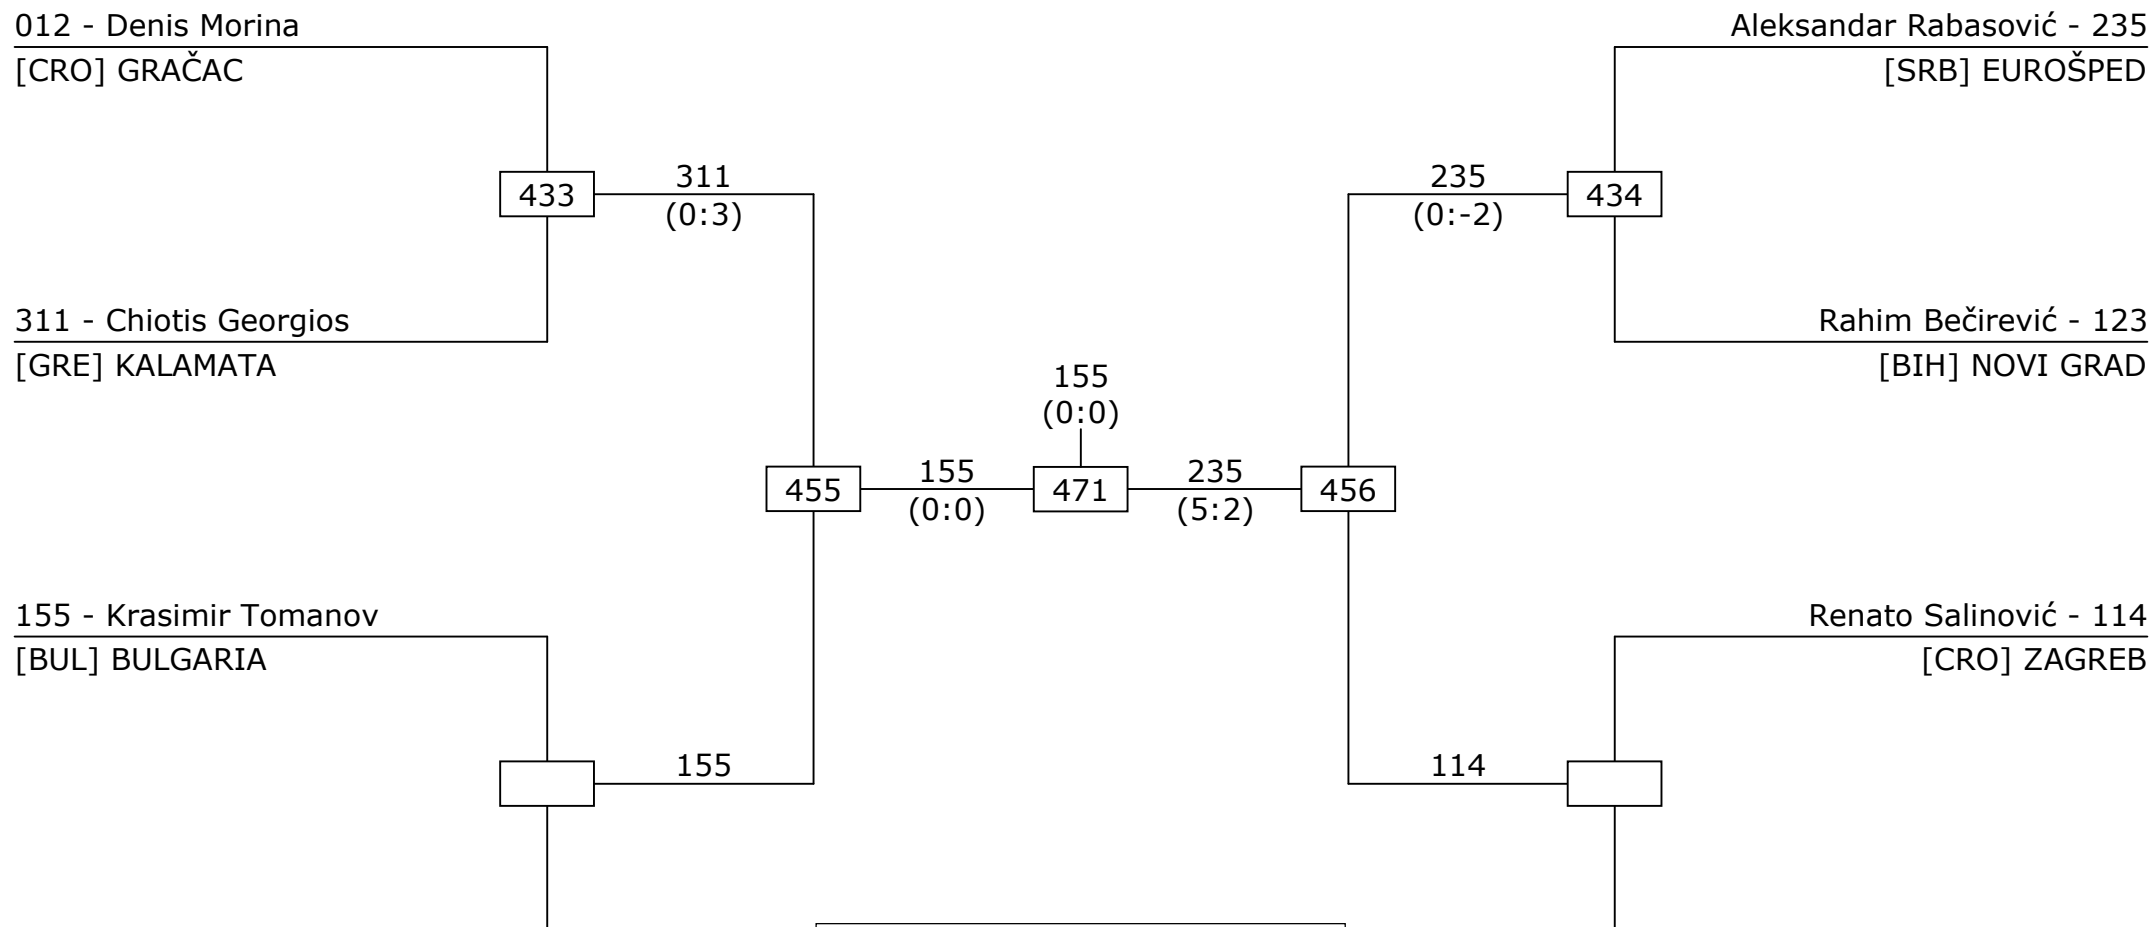 012 - Denis Morina
[CRO] GRAČAC
Aleksandar Rabasović - 235
[SRB] EUROŠPED
433
311
(0:3)
235
(0:-2)
434
311 - Chiotis Georgios
[GRE] KALAMATA
Rahim Bečirević - 123
[BIH] NOVI GRAD
155
(0:0)
455
155
(0:0)
471
235
(5:2)
456
155 - Krasimir Tomanov
[BUL] BULGARIA
Renato Salinović - 114
[CRO] ZAGREB
155
114